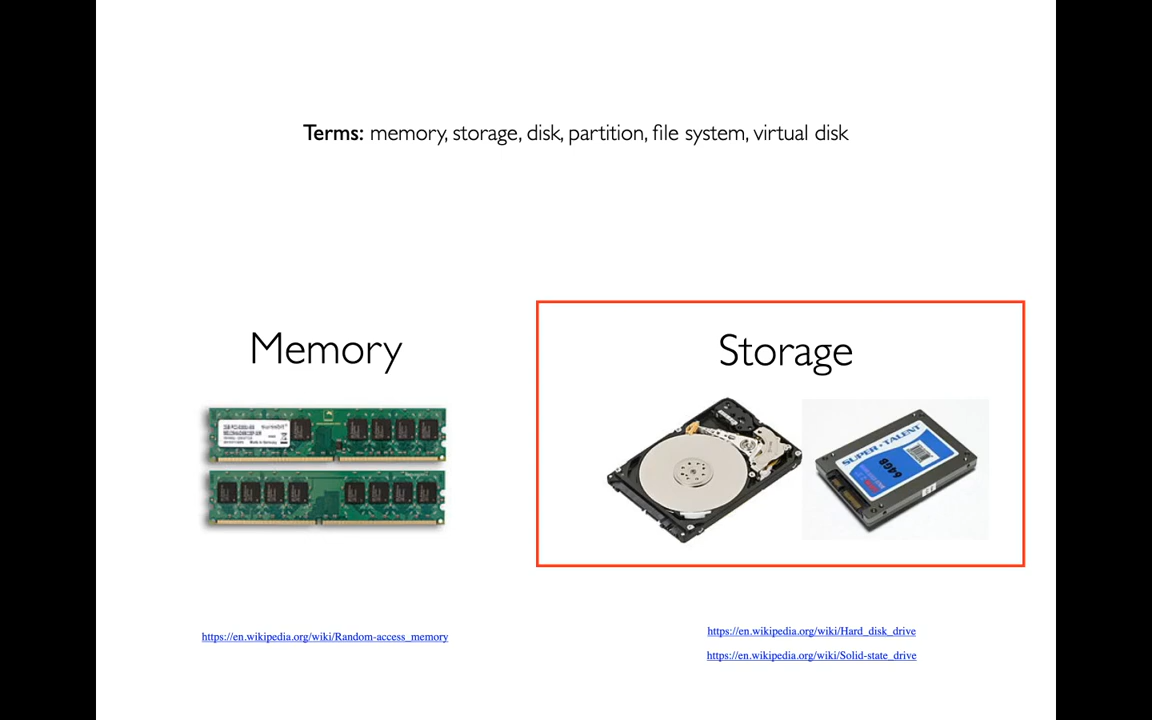 Terms: memory, storage, disk, partition, file system, virtual disk
Memory
Storage
SUPER★TALENT
64GB
https://en.wikipedia.org/wiki/Random-access_memory
https://en.wikipedia.org/wiki/Hard_disk_drive
https://en.wikipedia.org/wiki/Solid-state_drive